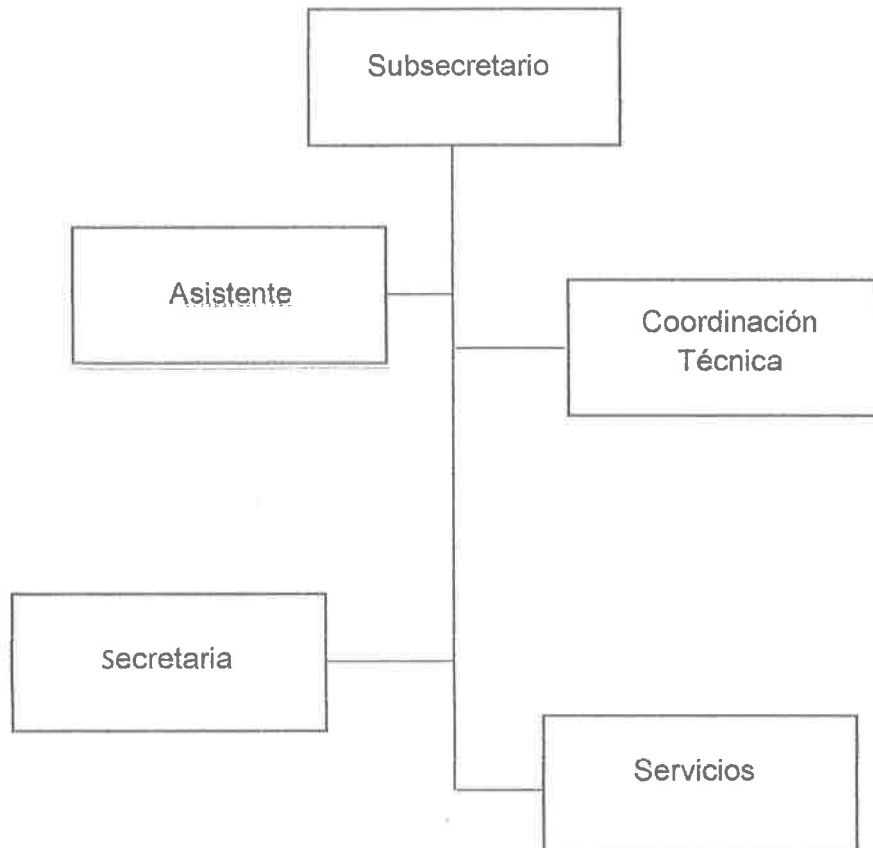 Subsecretario
Asistente
Coordinación
Técnica
Secretaria
Servicios